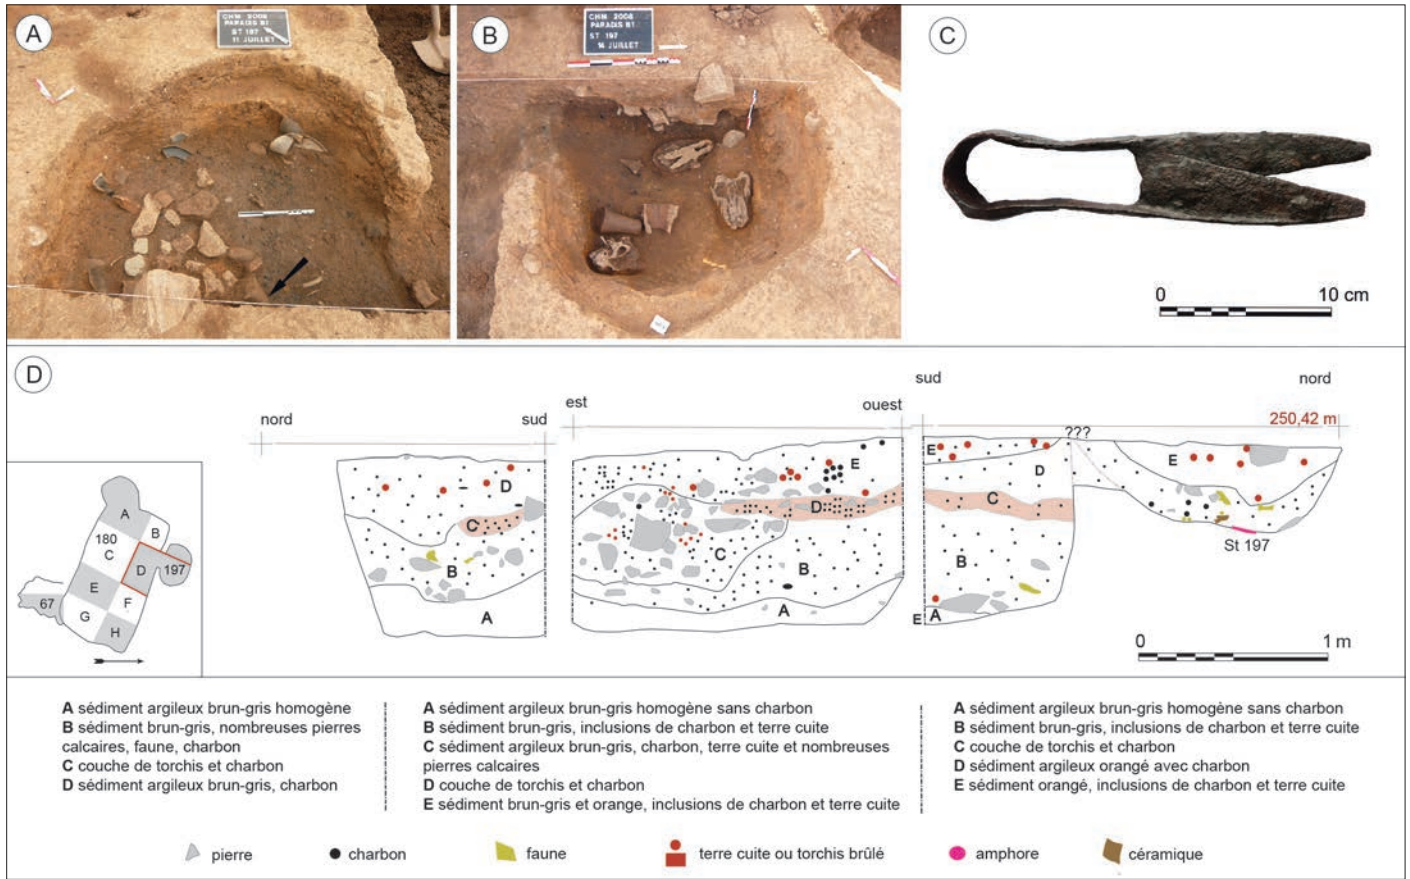 A
CHM 2008
PARADIS B1
ST 197
11 JUILLET
B
CHM 2008
PARADIS B1
ST 197
16 JUILLET
C
0 10 cm
D
nord sud
est ouest
sud nord
250,42 m
???
D
C
B
A
E
D
C
B
A
E
D
C
B
A
E
E
St 197
A
B
180
C
D
197
E
F
67
G
H
0 1 m
A sédiment argileux brun-gris homogène
B sédiment brun-gris, nombreuses pierres
calcaires, faune, charbon
C couche de torchis et charbon
D sédiment argileux brun-gris, charbon
A sédiment argileux brun-gris homogène sans charbon
B sédiment brun-gris, inclusions de charbon et terre cuite
C sédiment argileux brun-gris, charbon, terre cuite et nombreuses
pierres calcaires
D couche de torchis et charbon
E sédiment brun-gris et orange, inclusions de charbon et terre cuite
A sédiment argileux brun-gris homogène sans charbon
B sédiment brun-gris, inclusions de charbon et terre cuite
C couche de torchis et charbon
D sédiment argileux orangé avec charbon
E sédiment orangé, inclusions de charbon et terre cuite
pierre charbon faune terre cuite ou torchis brûlé amphore céramique